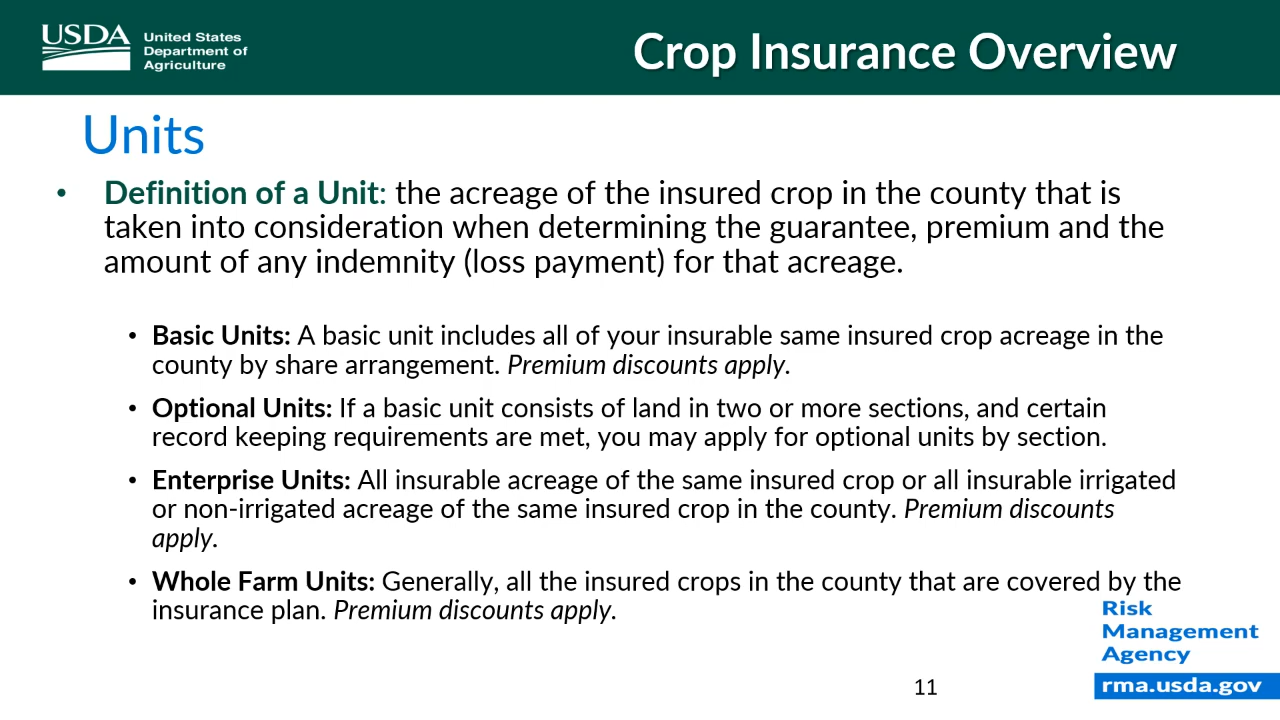 USDA
United States
Department of
Agriculture
Crop Insurance Overview
Units
• Definition of a Unit: the acreage of the insured crop in the county that is
taken into consideration when determining the guarantee, premium and the
amount of any indemnity (loss payment) for that acreage.
• Basic Units: A basic unit includes all of your insurable same insured crop acreage in the
county by share arrangement. Premium discounts apply.
• Optional Units: If a basic unit consists of land in two or more sections, and certain
record keeping requirements are met, you may apply for optional units by section.
• Enterprise Units: All insurable acreage of the same insured crop or all insurable irrigated
or non-irrigated acreage of the same insured crop in the county. Premium discounts
apply.
• Whole Farm Units: Generally, all the insured crops in the county that are covered by the
insurance plan. Premium discounts apply.
Risk
Management
Agency
rma.usda.gov
11